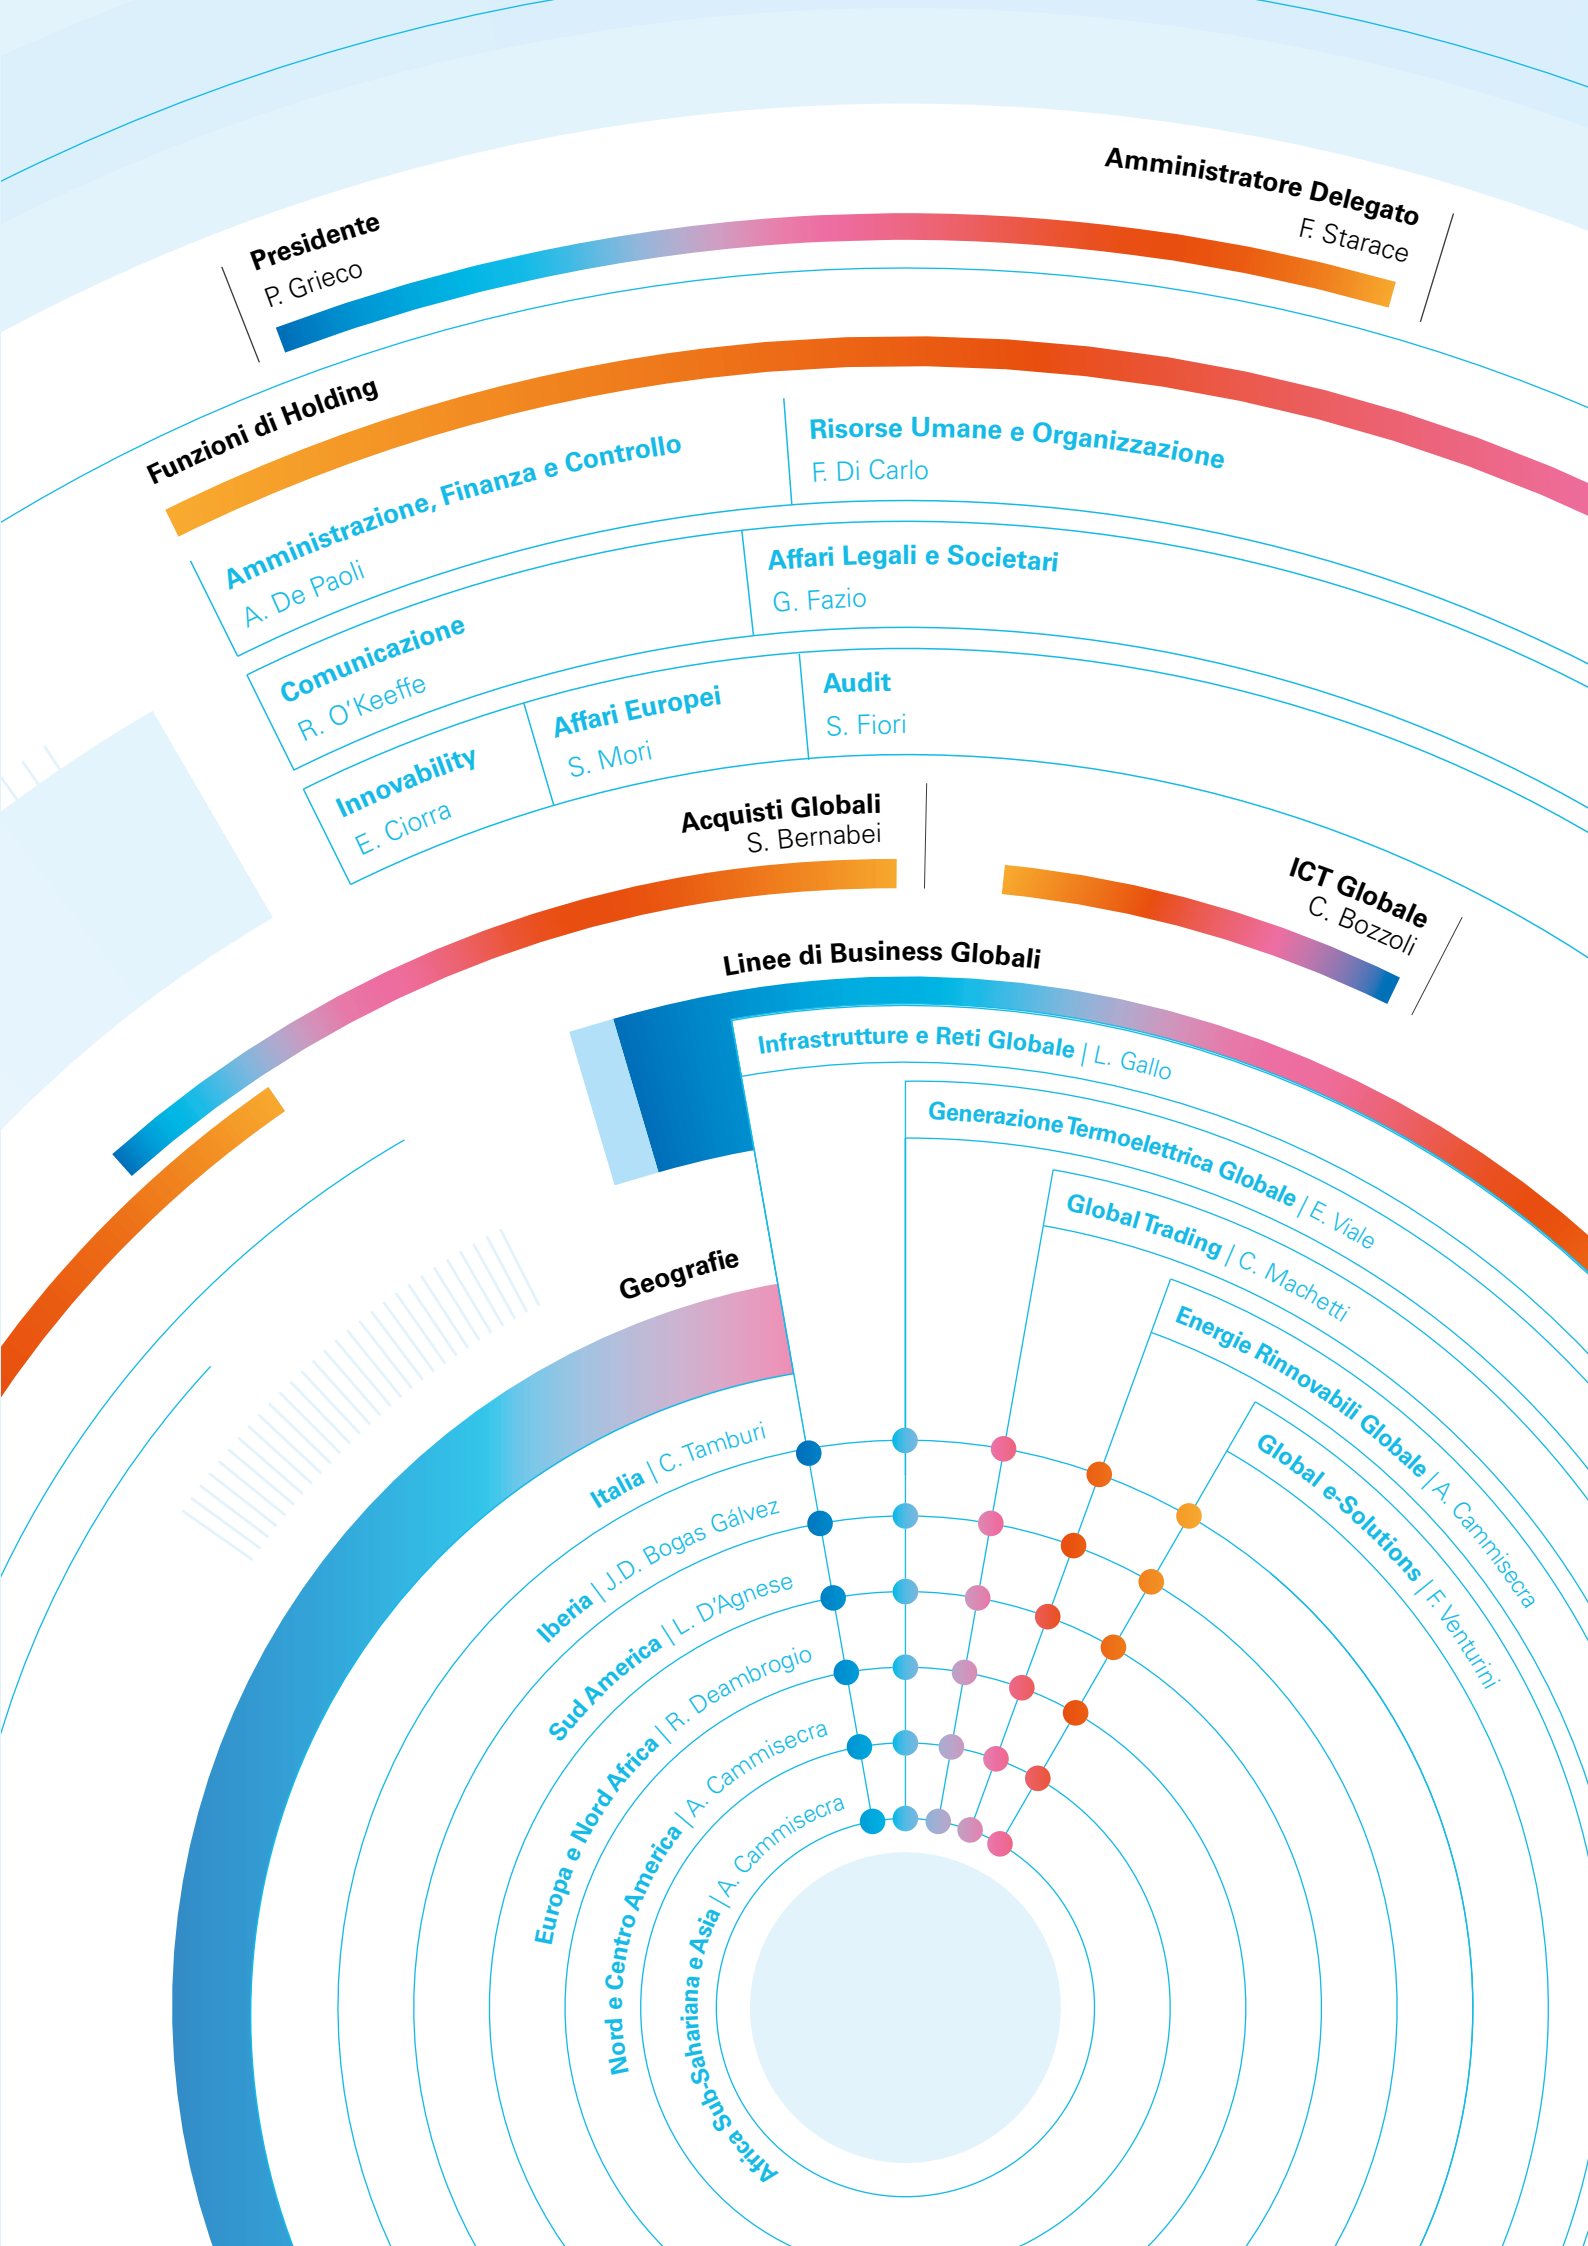 Presidente
P. Grieco
Amministratore Delegato
F. Starace
Funzioni di Holding
Amministrazione, Finanza e Controllo
A. De Paoli
Risorse Umane e Organizzazione
F. Di Carlo
Comunicazione
R. O'Keeffe
Affari Legali e Societari
G. Fazio
Innovability
E. Ciorra
Affari Europei
S. Mori
Audit
S. Fiori
Acquisti Globali
S. Bernabei
ICT Globale
C. Bozzoli
Linee di Business Globali
Infrastrutture e Reti Globale | L. Gallo
Generazione Termoelettrica Globale | E. Viale
Global Trading | C. Machetti
Energie Rinnovabili Globale | A. Cammisecra
Global e-Solutions | F. Venturini
Geografie
Italia | C. Tamburi
Iberia | J.D. Bogas Gálvez
Sud America | L. D'Agnese
Europa e Nord Africa | R. Deambrogio
Nord e Centro America | A. Cammisecra
Africa Sub-Sahariana e Asia | A. Cammisecra